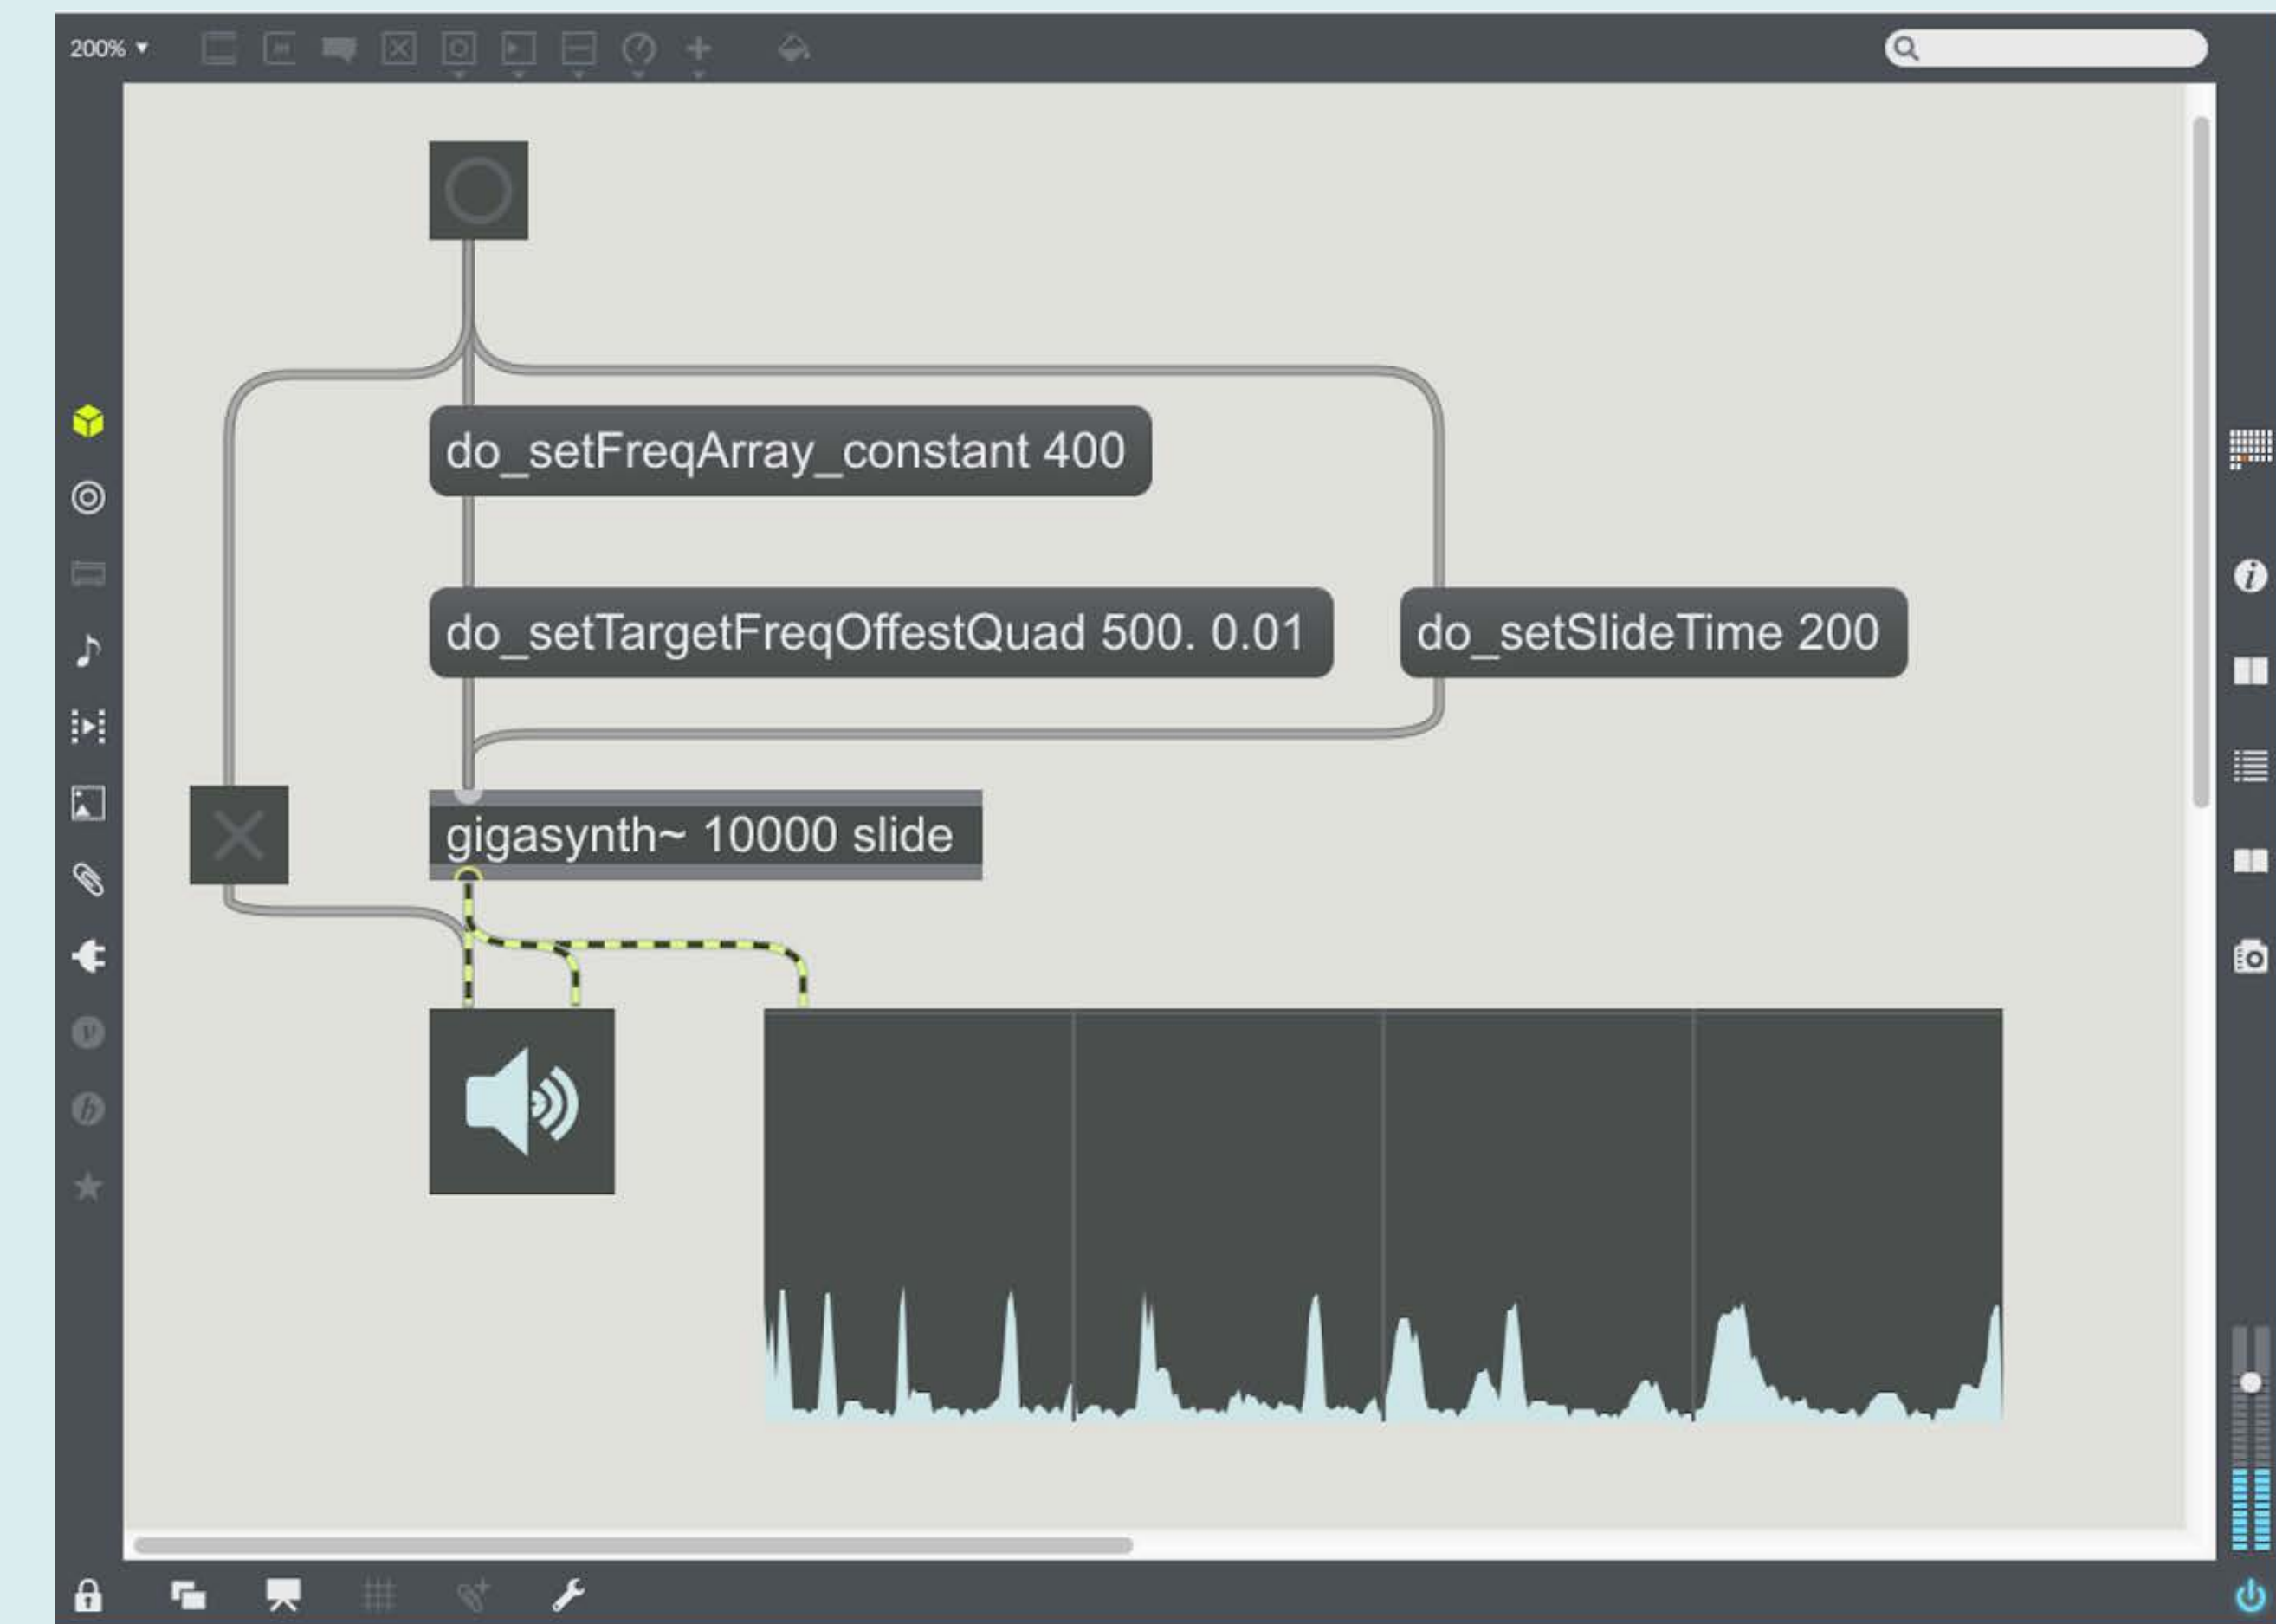 200%
do_setFreqArray_constant 400
do_setTargetFreqOffestQuad 500. 0.01
do_setSlideTime 200
gigasynth~ 10000 slide